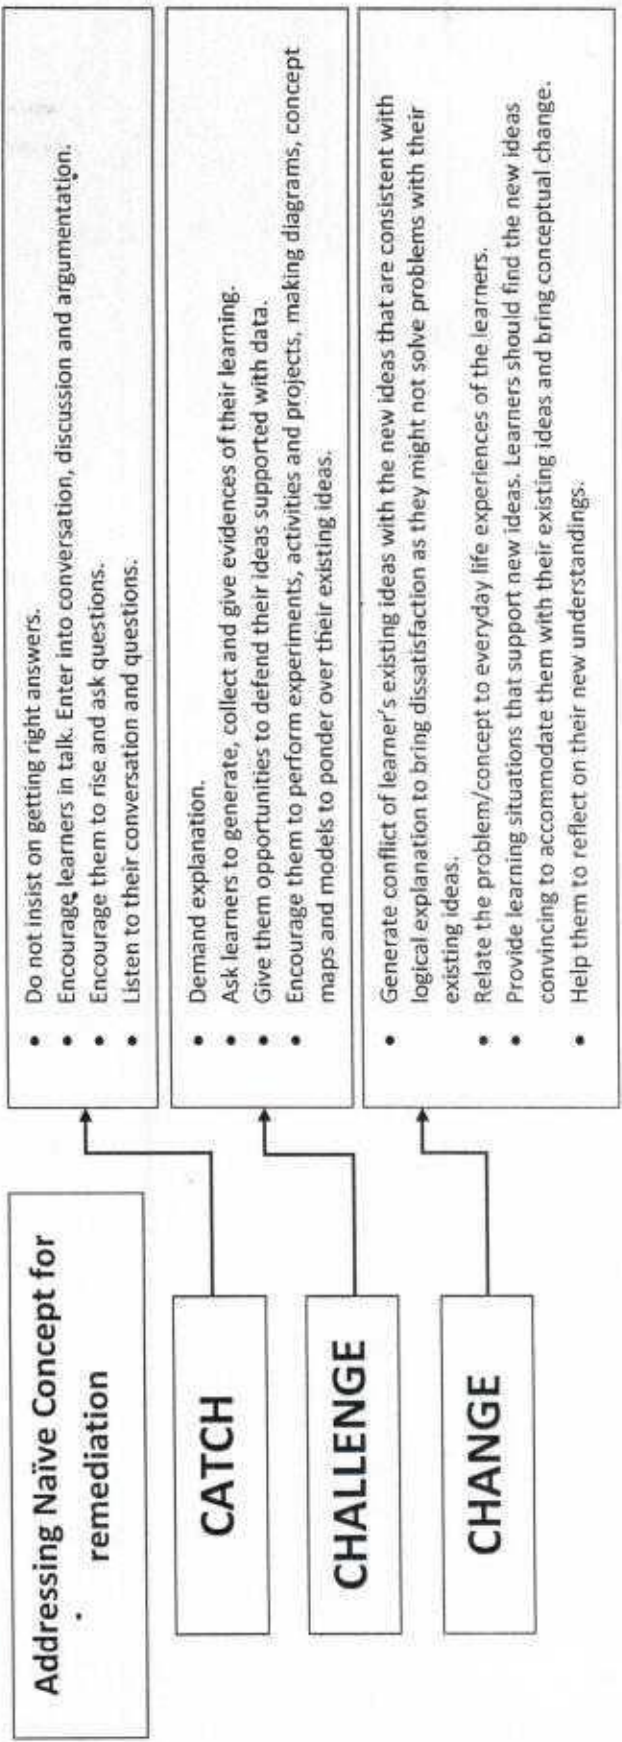 Addressing Naïve Concept for
remediation
CATCH
• Do not insist on getting right answers.
• Encourage learners in talk. Enter into conversation, discussion and argumentation.
• Encourage them to rise and ask questions.
• Listen to their conversation and questions.
CHALLENGE
• Demand explanation.
• Ask learners to generate, collect and give evidences of their learning.
• Give them opportunities to defend their ideas supported with data.
• Encourage them to perform experiments, activities and projects, making diagrams, concept
maps and models to ponder over their existing ideas.
CHANGE
• Generate conflict of learner's existing ideas with the new ideas that are consistent with
logical explanation to bring dissatisfaction as they might not solve problems with their
existing ideas.
• Relate the problem/concept to everyday life experiences of the learners.
• Provide learning situations that support new ideas. Learners should find the new ideas
convincing to accommodate them with their existing ideas and bring conceptual change.
• Help them to reflect on their new understandings.